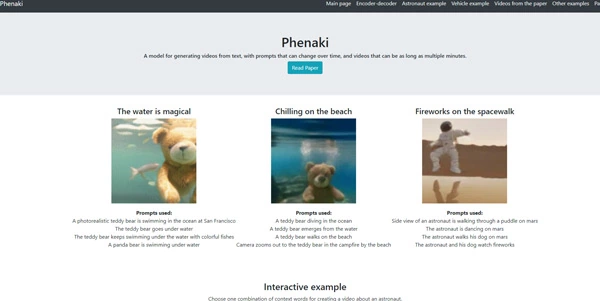 Phenaki
Main page Encoder-decoder Astronaut example Vehicle example Videos from the paper Other examples
Phenaki
A model for generating videos from text, with prompts that can change over time, and videos that can be as long as multiple minutes.
Read Paper
The water is magical
Prompts used:
A photorealistic teddy bear is swimming in the ocean at San Francisco
The teddy bear goes under water
The teddy bear keeps swimming under the water with colorful fishes
A panda bear is swimming under water
Chilling on the beach
Prompts used:
A teddy bear diving in the ocean
A teddy bear emerges from the water
A teddy bear walks on the beach
Camera zooms out to the teddy bear in the campfire by the beach
Fireworks on the spacewalk
Prompts used:
Side view of an astronaut is walking through a puddle on mars
The astronaut is dancing on mars
The astronaut walks his dog on mars
The astronaut and his dog watch fireworks
Interactive example
Choose one combination of context words for creating a video about an astronaut.